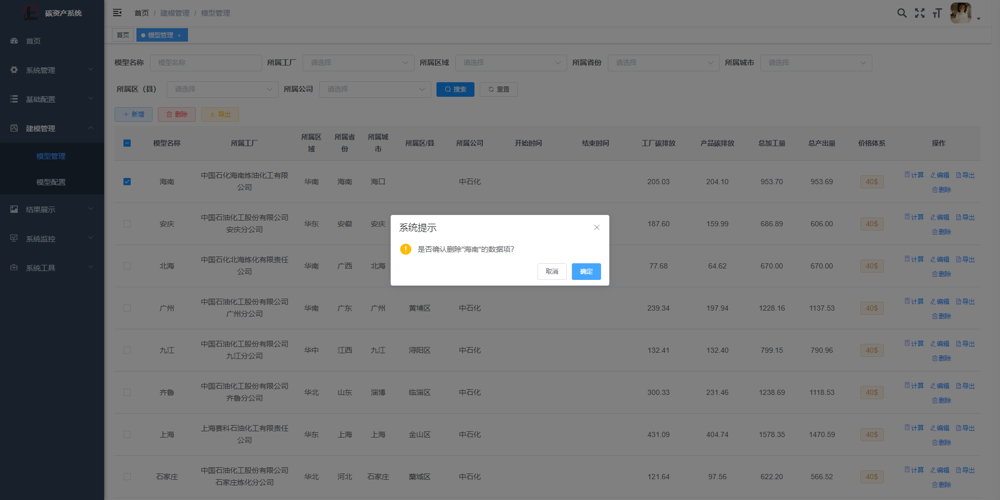 碳资产系统
首页
系统管理
基础配置
建模管理
模型管理
模型配置
结果展示
系统监控
系统工具
首页 / 建模管理 / 模型管理
首页 模型管理 ×
模型名称 模型名称 所属工厂 请选择 所属区域 请选择 所属省份 请选择 所属城市 请选择
所属区（县） 请选择 所属公司 请选择 搜索 重置
新增 删除 导出
模型名称 所属工厂 所属区域 所属省份 所属城市 所属区/县 所属公司 开始时间 结束时间 工厂碳排放 产品碳排放 总加工量 总产出量 价格体系 操作
海南 中国石化海南炼油化工有限公司 华南 海南 海口 中石化 205.03 204.10 953.70 953.69 40$ 计算 编辑 导出 删除
安庆 中国石油化工股份有限公司安庆分公司 华东 安徽 安庆 187.60 159.99 686.89 606.00 40$ 计算 编辑 导出 删除
北海 中国石化北海炼化有限责任公司 华南 广西 北海 77.68 64.62 670.00 670.00 40$ 计算 编辑 导出 删除
广州 中国石油化工股份有限公司广州分公司 华南 广东 广州 黄埔区 中石化 239.34 197.94 1228.16 1137.53 40$ 计算 编辑 导出 删除
九江 中国石油化工股份有限公司九江分公司 华中 江西 九江 浔阳区 中石化 132.41 132.40 799.15 790.96 40$ 计算 编辑 导出 删除
齐鲁 中国石油化工股份有限公司齐鲁分公司 华北 山东 淄博 临淄区 中石化 300.33 231.46 1238.69 1118.53 40$ 计算 编辑 导出 删除
上海 上海赛科石油化工有限责任公司 华东 上海 上海 金山区 中石化 431.09 404.74 1578.35 1470.59 40$ 计算 编辑 导出 删除
石家庄 中国石油化工股份有限公司石家庄炼化分公司 华北 河北 石家庄 藁城区 中石化 121.64 97.56 622.20 566.52 40$ 计算 编辑 导出 删除
系统提示
是否确认删除"海南"的数据项?
取消 确定